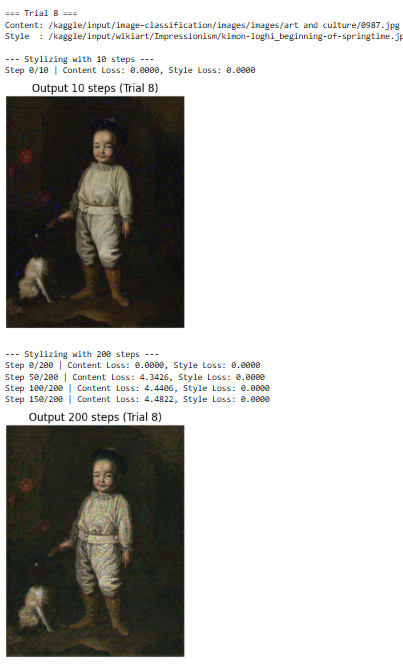 === Trial 8 ===
Content: /kaggle/input/image-classification/images/images/art and culture/0987.jpg
Style  : /kaggle/input/wikiart/Impressionism/kimon-loghi_beginning-of-springtime.jp
--- Stylizing with 10 steps ---
Step 0/10 | Content Loss: 0.0000, Style Loss: 0.0000
Output 10 steps (Trial 8)
--- Stylizing with 200 steps ---
Step 0/200 | Content Loss: 0.0000, Style Loss: 0.0000
Step 50/200 | Content Loss: 4.3426, Style Loss: 0.0000
Step 100/200 | Content Loss: 4.4406, Style Loss: 0.0000
Step 150/200 | Content Loss: 4.4822, Style Loss: 0.0000
Output 200 steps (Trial 8)